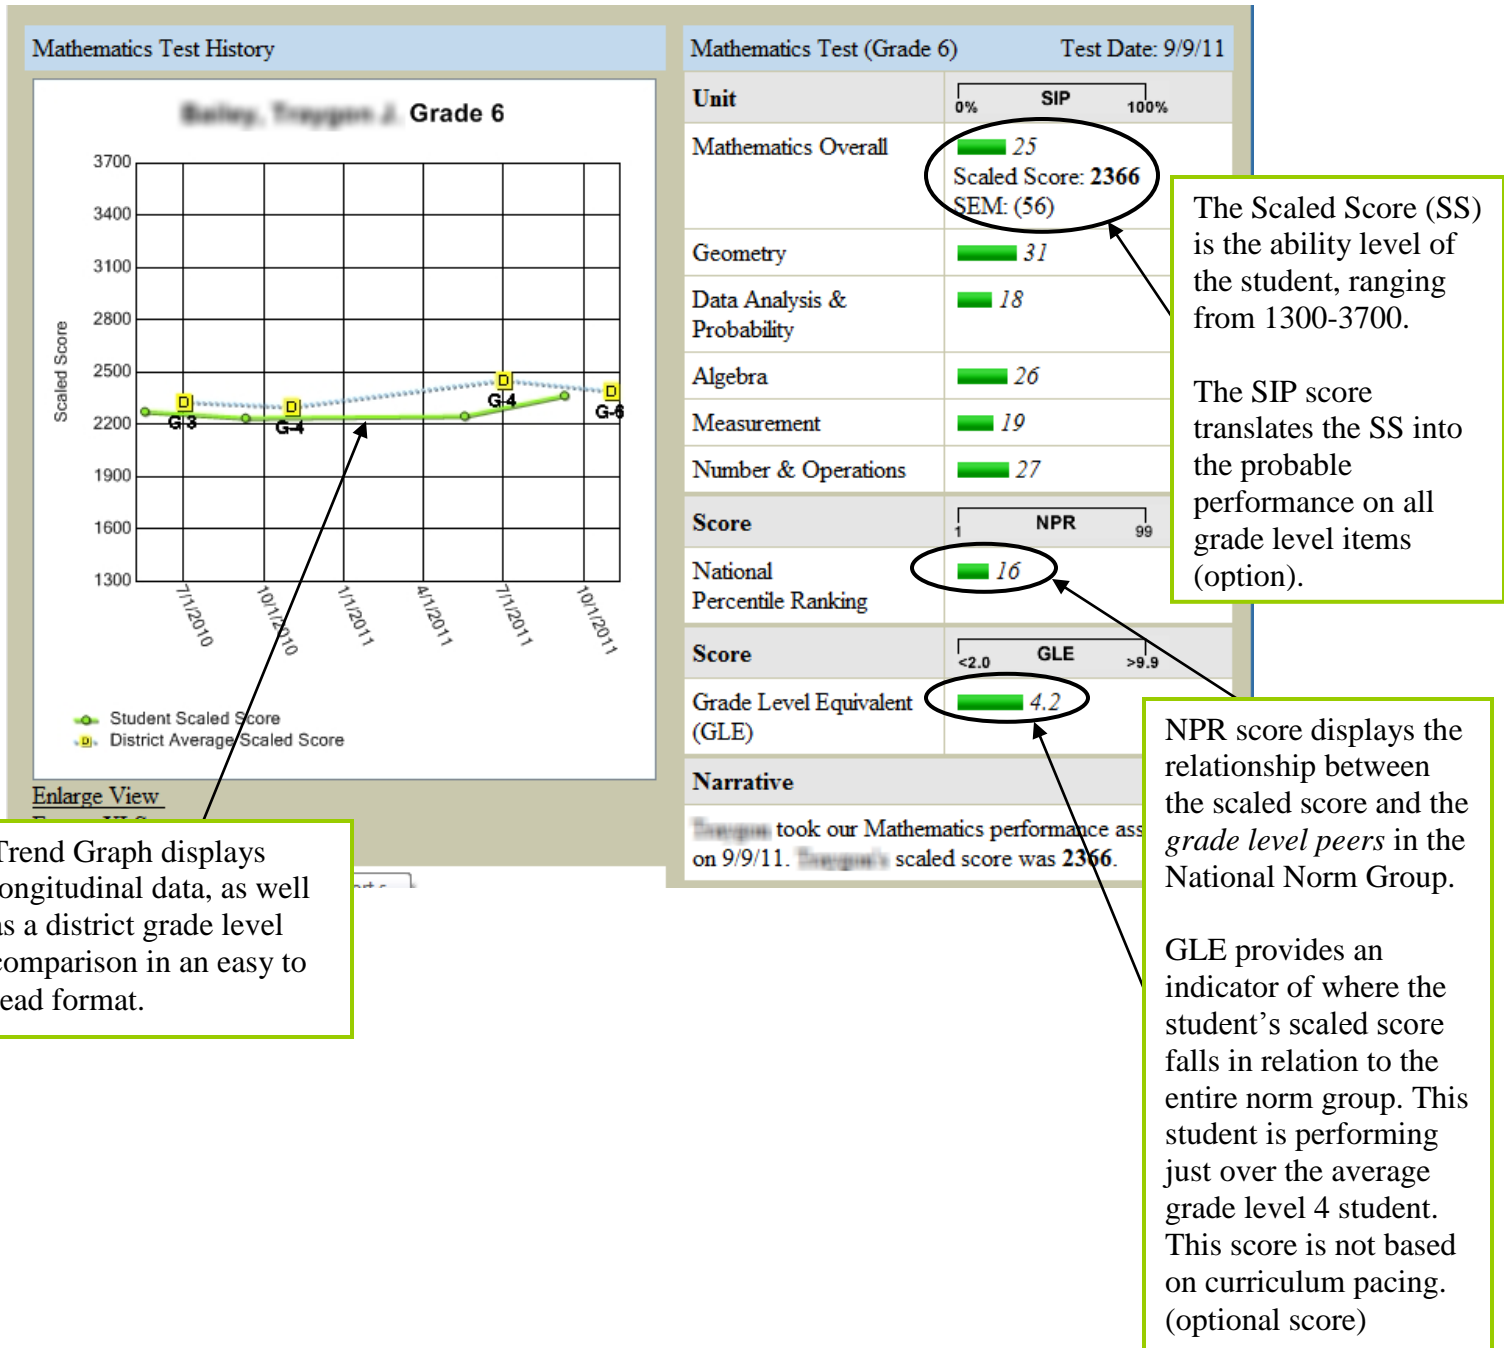 Mathematics Test History
Grade 6
3700
3400
3100
2800
2500
2200
1900
1600
1300
Scaled Score
D
D
D
D
G-3
G-4
G-4
G-6
7/1/2010
10/1/2010
1/1/2011
4/1/2011
7/1/2011
10/1/2011
Student Scaled Score
D District Average Scaled Score
Enlarge View
Trend Graph displays
longitudinal data, as well
as a district grade level
comparison in an easy to
read format.
Mathematics Test (Grade 6) Test Date: 9/9/11
Unit
0% SIP 100%
Mathematics Overall
25
Scaled Score: 2366
SEM: (56)
Geometry 31
Data Analysis & 18
Probability
Algebra 26
Measurement 19
Number & Operations 27
Score
1 NPR 99
National 16
Percentile Ranking
Score
<2.0 GLE >9.9
Grade Level Equivalent 4.2
(GLE)
Narrative
took our Mathematics performance ass
on 9/9/11. scaled score was 2366.
The Scaled Score (SS)
is the ability level of
the student, ranging
from 1300-3700.
The SIP score
translates the SS into
the probable
performance on all
grade level items
(option).
NPR score displays the
relationship between
the scaled score and the
grade level peers in the
National Norm Group.
GLE provides an
indicator of where the
student’s scaled score
falls in relation to the
entire norm group. This
student is performing
just over the average
grade level 4 student.
This score is not based
on curriculum pacing.
(optional score)